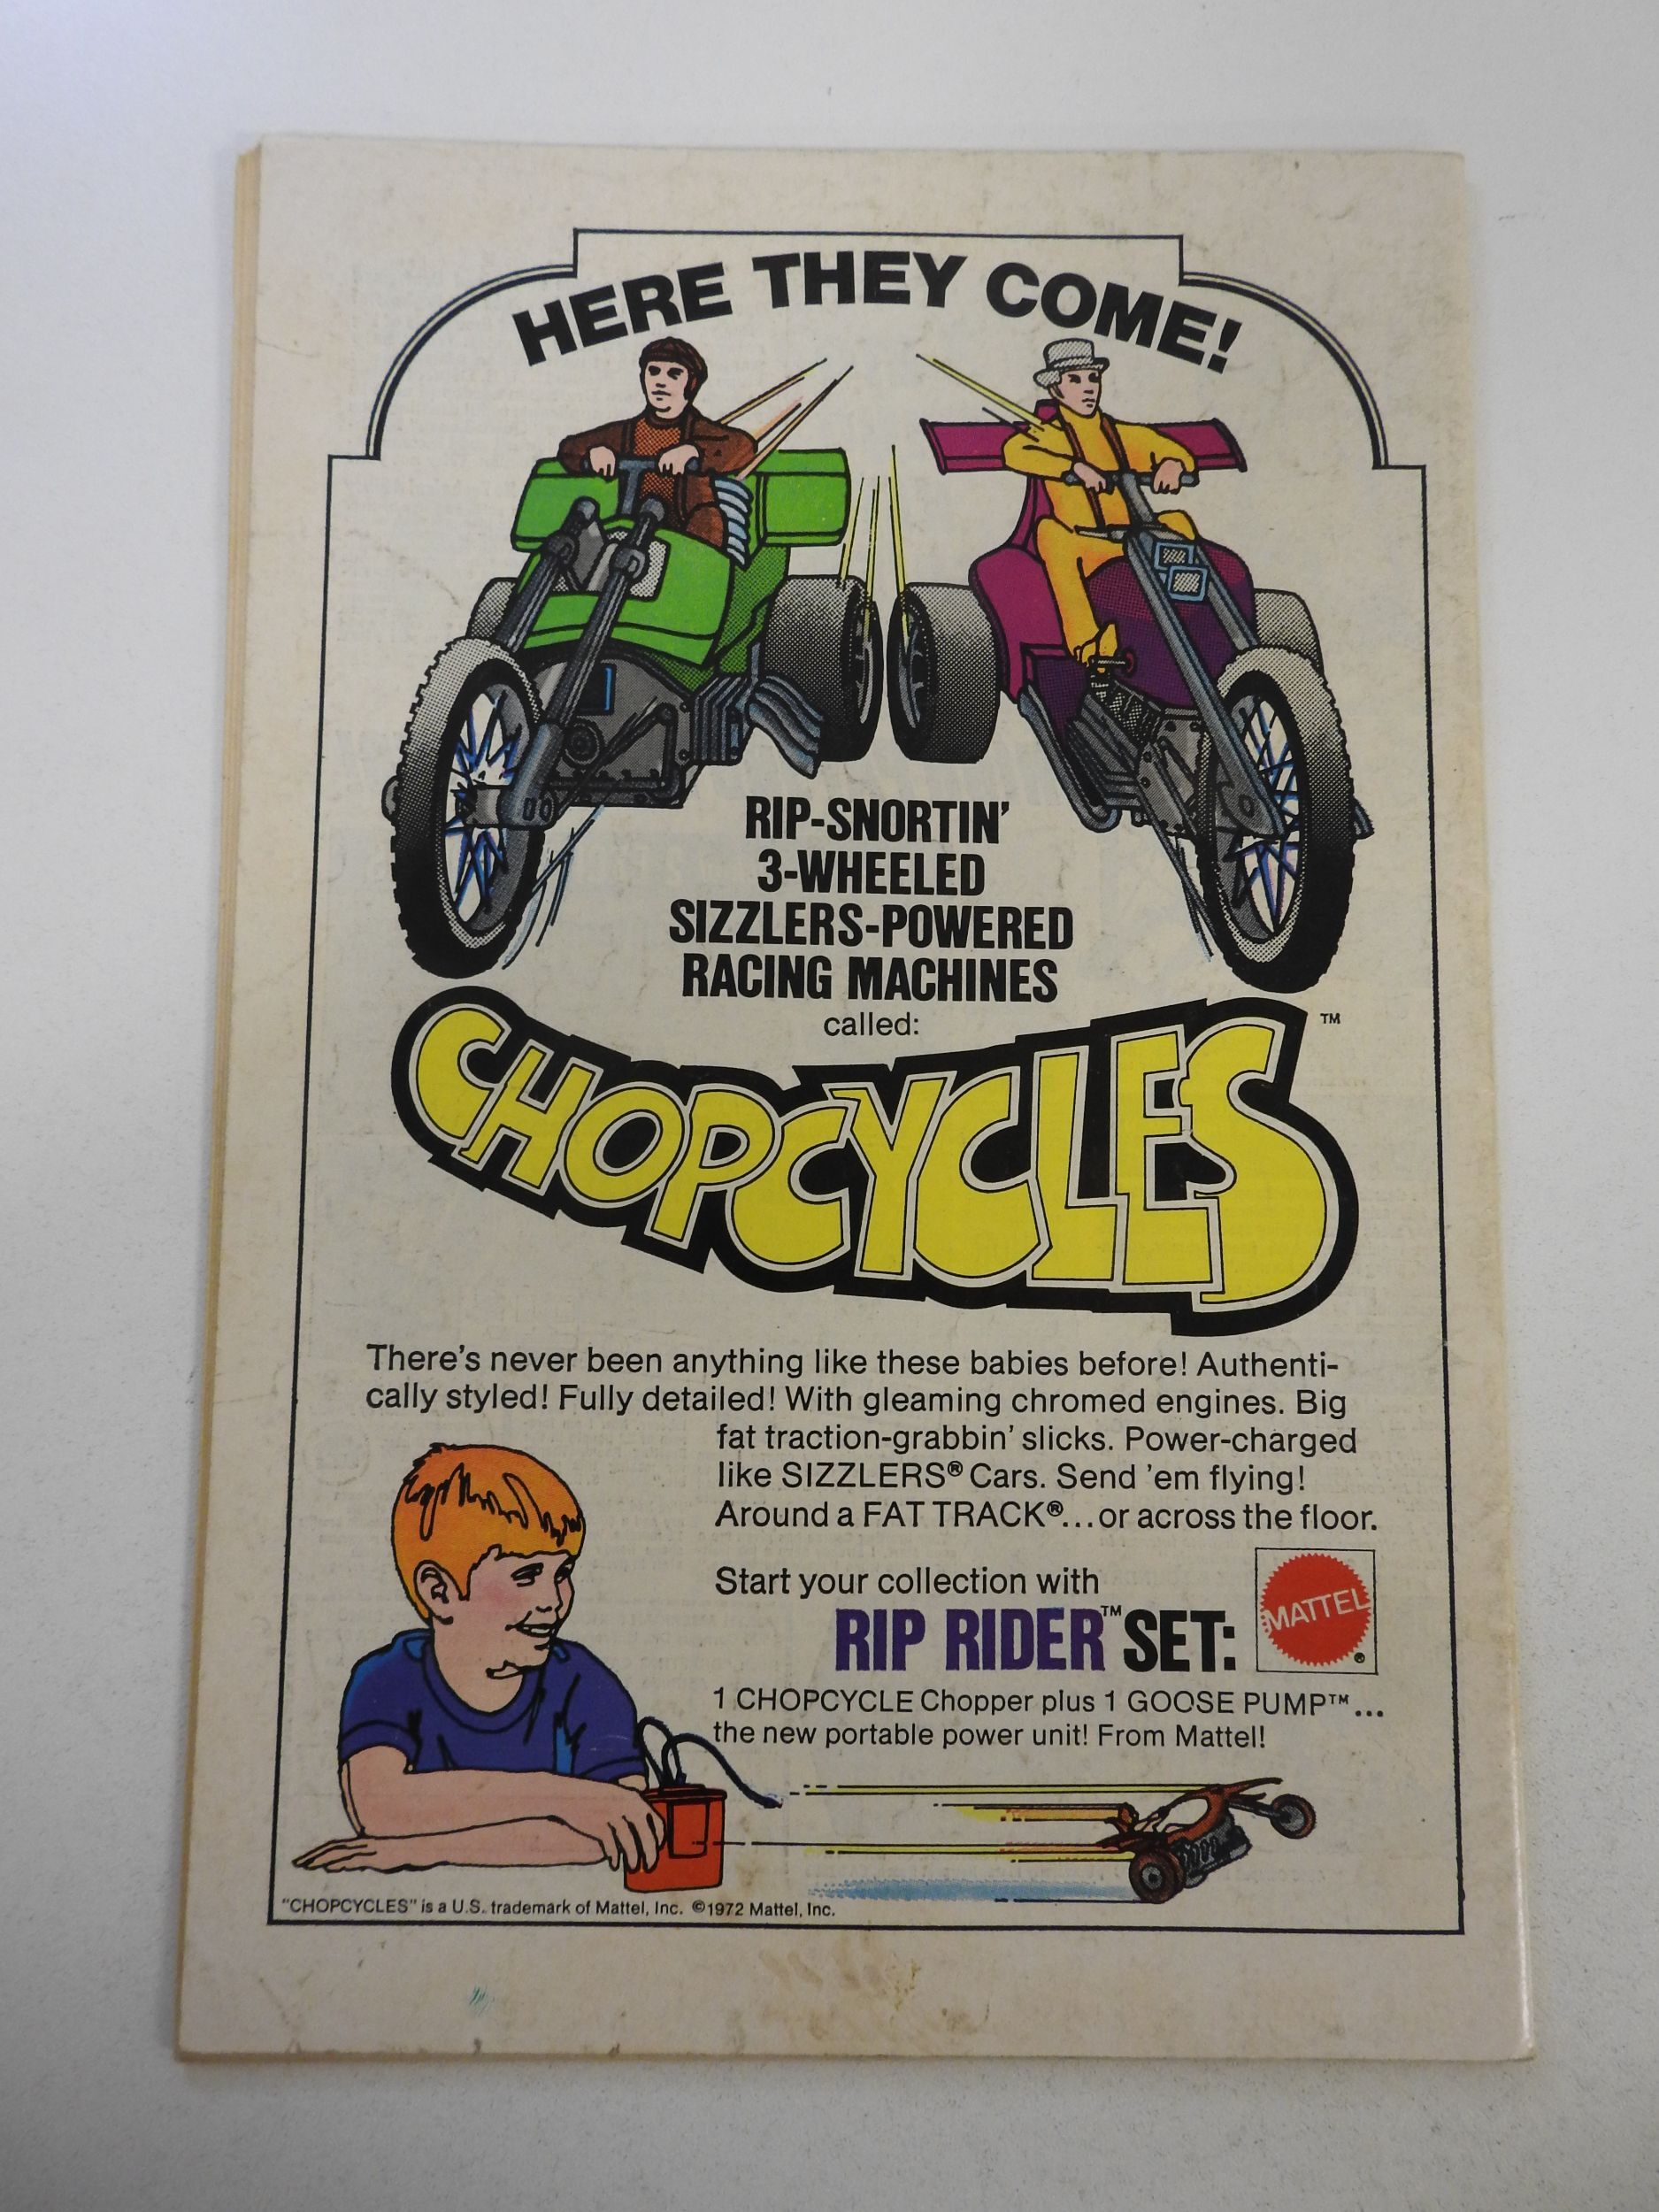 HERE THEY COME!
RIP-SNORTIN'
3-WHEELED
SIZZLERS-POWERED
RACING MACHINES
called:
CHOPCYCLES™
There's never been anything like these babies before! Authenti-
cally styled! Fully detailed! With gleaming chromed engines. Big
fat traction-grabbin' slicks. Power-charged
like SIZZLERS® Cars. Send 'em flying!
Around a FAT TRACK®...or across the floor.
Start your collection with
RIP RIDER™ SET:
MATTEL®
1 CHOPCYCLE Chopper plus 1 GOOSE PUMP™...
the new portable power unit! From Mattel!
"CHOPCYCLES" is a U.S. trademark of Mattel, Inc. ©1972 Mattel, Inc.